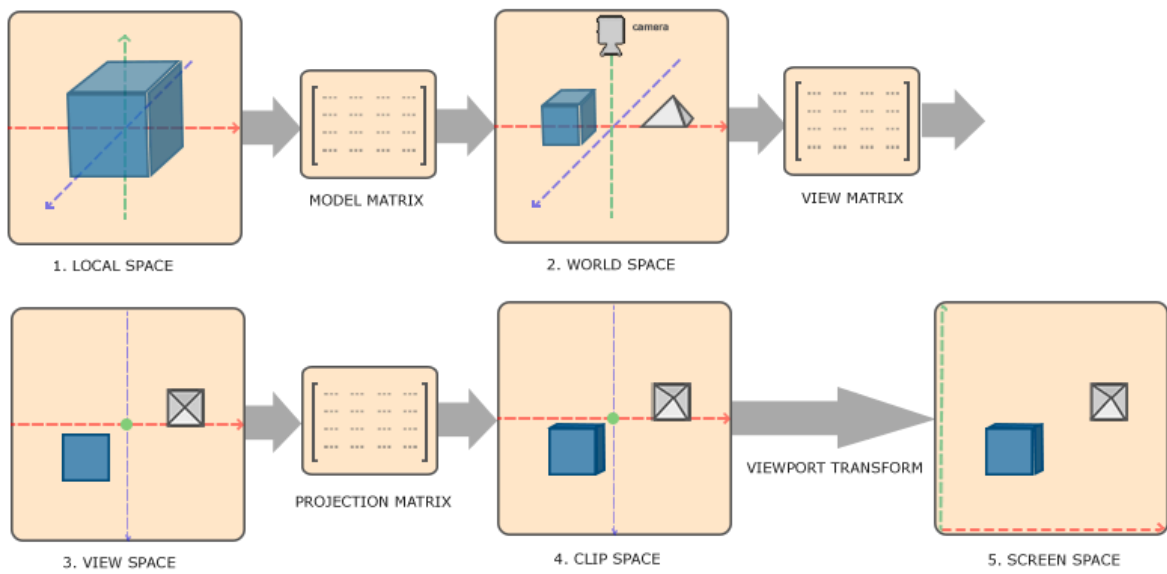 camera
MODEL MATRIX
VIEW MATRIX
1. LOCAL SPACE
2. WORLD SPACE
PROJECTION MATRIX
VIEWPORT TRANSFORM
3. VIEW SPACE
4. CLIP SPACE
5. SCREEN SPACE